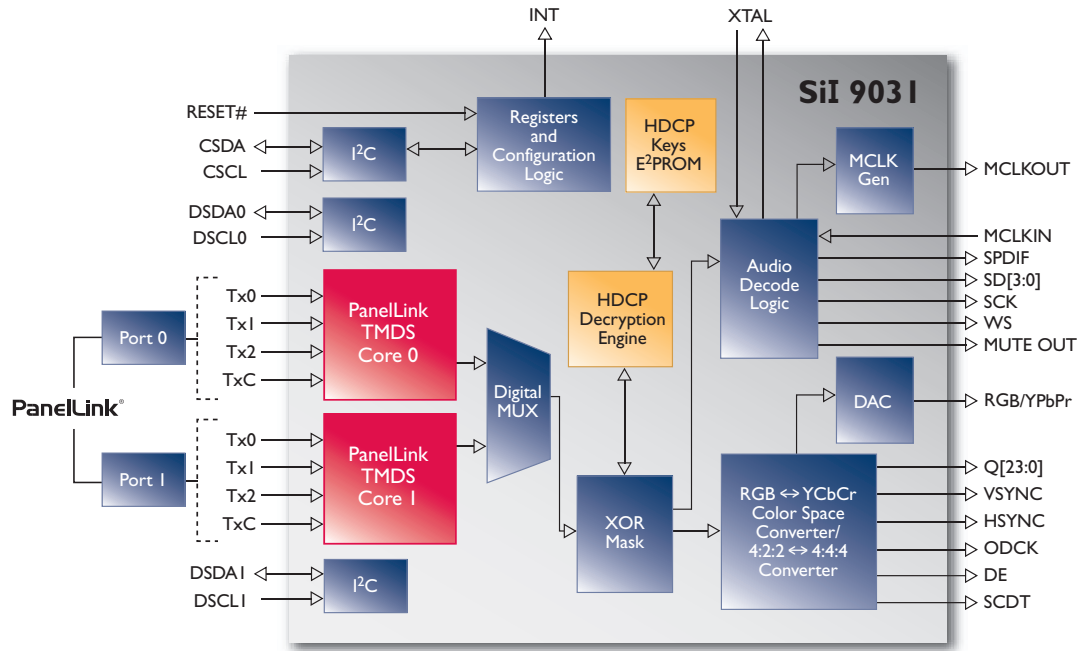 INT
XTAL
SiI 9031
RESET#
CSDA
CSCL
I²C
Registers
and
Configuration
Logic
HDCP
Keys
E²PROM
MCLK
Gen
MCLKOUT
DSDA0
DSCL0
I²C
MCLKIN
SPDIF
SD[3:0]
SCK
WS
MUTE OUT
Audio
Decode
Logic
Port 0
Tx0
Tx1
Tx2
TxC
PanelLink
TMDS
Core 0
HDCP
Decryption
Engine
Digital
MUX
PanelLink®
DAC
RGB/YPbPr
Port 1
Tx0
Tx1
Tx2
TxC
PanelLink
TMDS
Core 1
XOR
Mask
RGB ↔ YCbCr
Color Space
Converter/
4:2:2 ↔ 4:4:4
Converter
Q[23:0]
VSYNC
HSYNC
ODCK
DE
SCDT
DSDA1
DSCL1
I²C